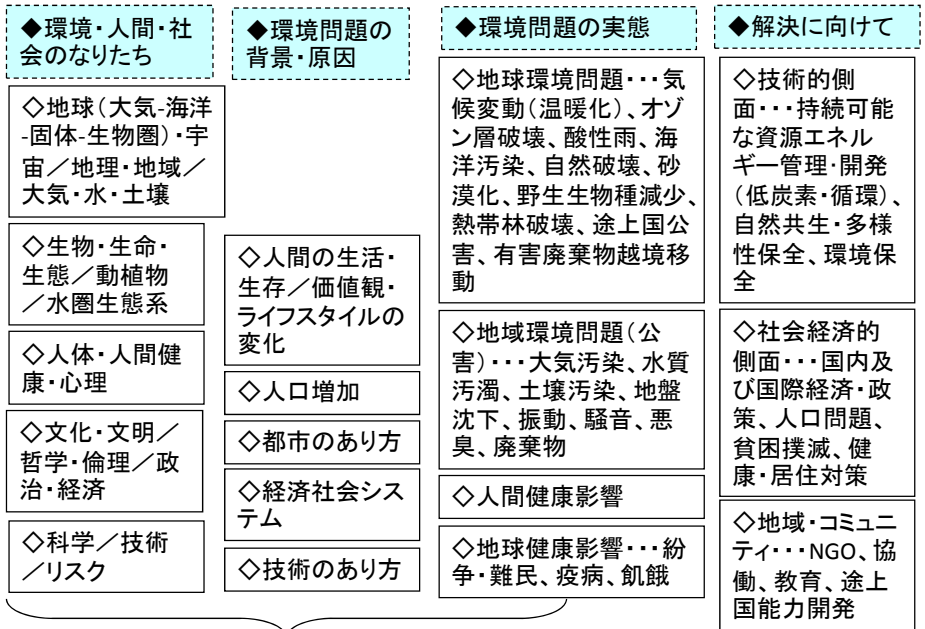 ◆環境・人間・社
会のなりたち
◇地球(大気-海洋
-固体-生物圏)・宇
宙/地理・地域/
大気・水・土壌
◇生物・生命・
生態/動植物
/水圏生態系
◇人体・人間健
康・心理
◇文化・文明/
哲学・倫理/政
治・経済
◇科学/技術
/リスク
◆環境問題の
背景・原因
◇人間の生活・
生存/価値観・
ライフスタイルの
変化
◇人口増加
◇都市のあり方
◇経済社会シス
テム
◇技術のあり方
◆環境問題の実態
◇地球環境問題・・・気
候変動(温暖化)、オゾ
ン層破壊、酸性雨、海
洋汚染、自然破壊、砂
漠化、野生生物種減少、
熱帯林破壊、途上国公
害、有害廃棄物越境移
動
◇地域環境問題(公
害)・・・大気汚染、水質
汚濁、土壌汚染、地盤
沈下、振動、騒音、悪
臭、廃棄物
◇人間健康影響
◇地球健康影響・・・紛
争・難民、疫病、飢餓
◆解決に向けて
◇技術的側
面・・・持続可能
な資源エネル
ギー管理・開発
(低炭素・循環)、
自然共生・多様
性保全、環境保
全
◇社会経済的
側面・・・国内及
び国際経済・政
策、人口問題、
貧困撲滅、健
康・居住対策
◇地域・コミュニ
ティ・・・NGO、協
働、教育、途上
国能力開発